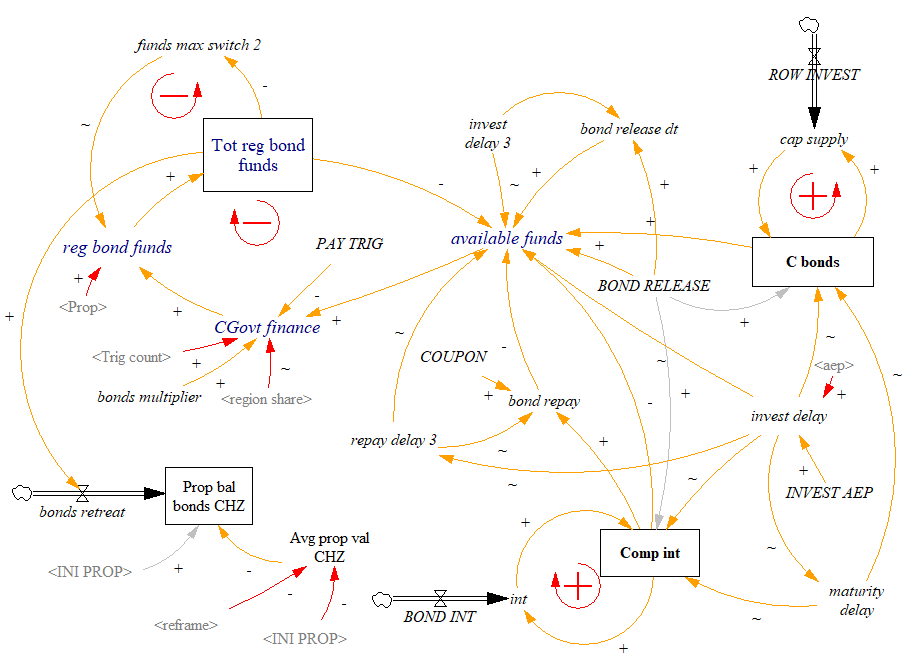 funds max switch 2
-
~
Tot reg bond
funds
+
-
reg bond funds
+
<Prop>
+
PAY TRIG
-
CGovt finance
+
<Trig count>
+
bonds multiplier
+
<region share>
~
invest
delay 3
~
bond release dt
+
+
+
available funds
+
BOND RELEASE
+
ROW INVEST
cap supply
+
+
C bonds
~
~
<aep>
+
invest delay
+
INVEST AEP
~
COUPON
+
-
bond repay
~
repay delay 3
~
~
+
-
~
+
~
+
bonds retreat
Prop bal
bonds CHZ
<INI PROP>
+
-
Avg prop val
CHZ
<reframe>
-
<INI PROP>
-
+
Comp int
int
BOND INT
+
~
maturity
delay